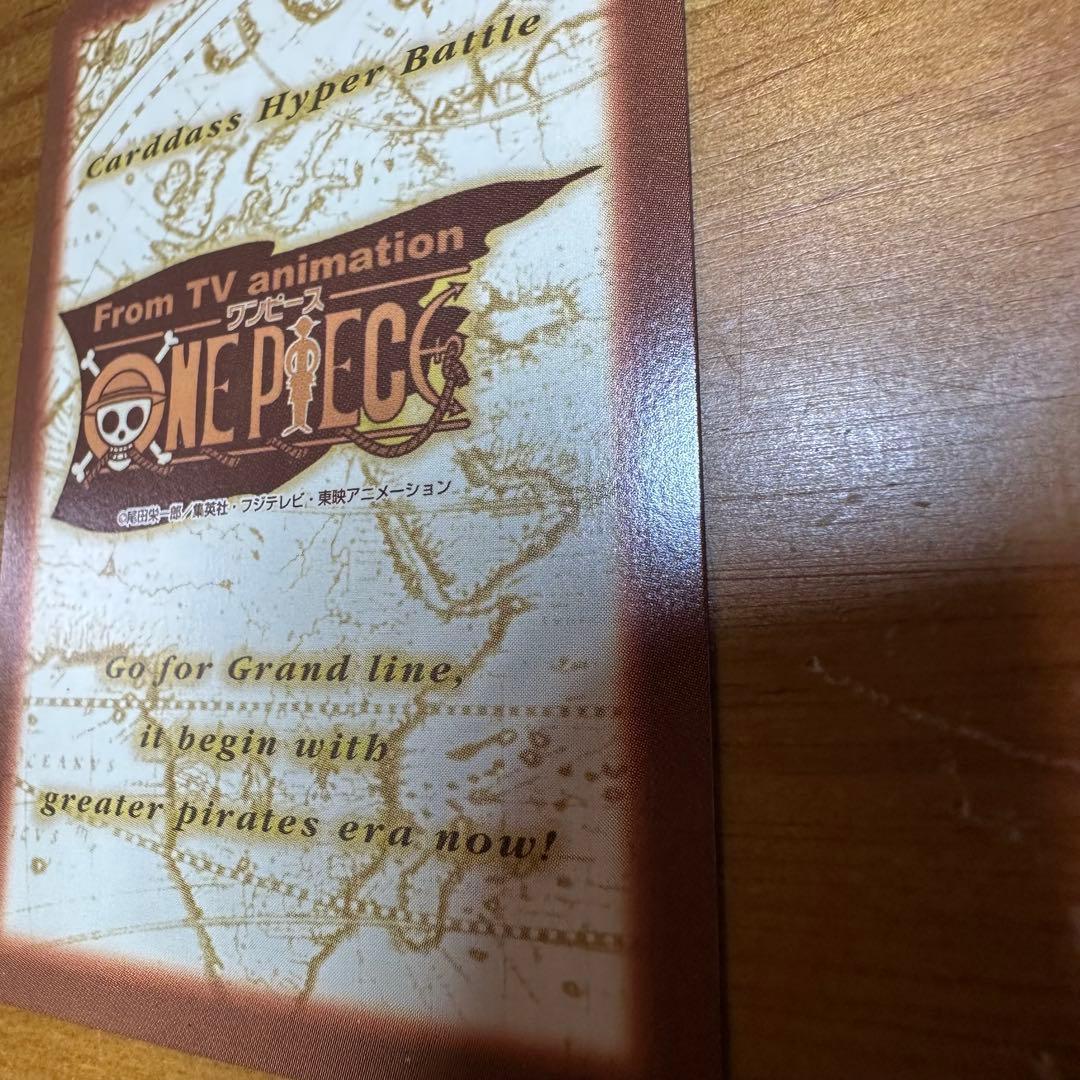 Carddass Hyper Battle
From TV animation
ワンピース
ONE PIECE
©尾田栄一郎/集英社・フジテレビ・東映アニメーション
Go for Grand line,
it begin with
greater pirates era now!